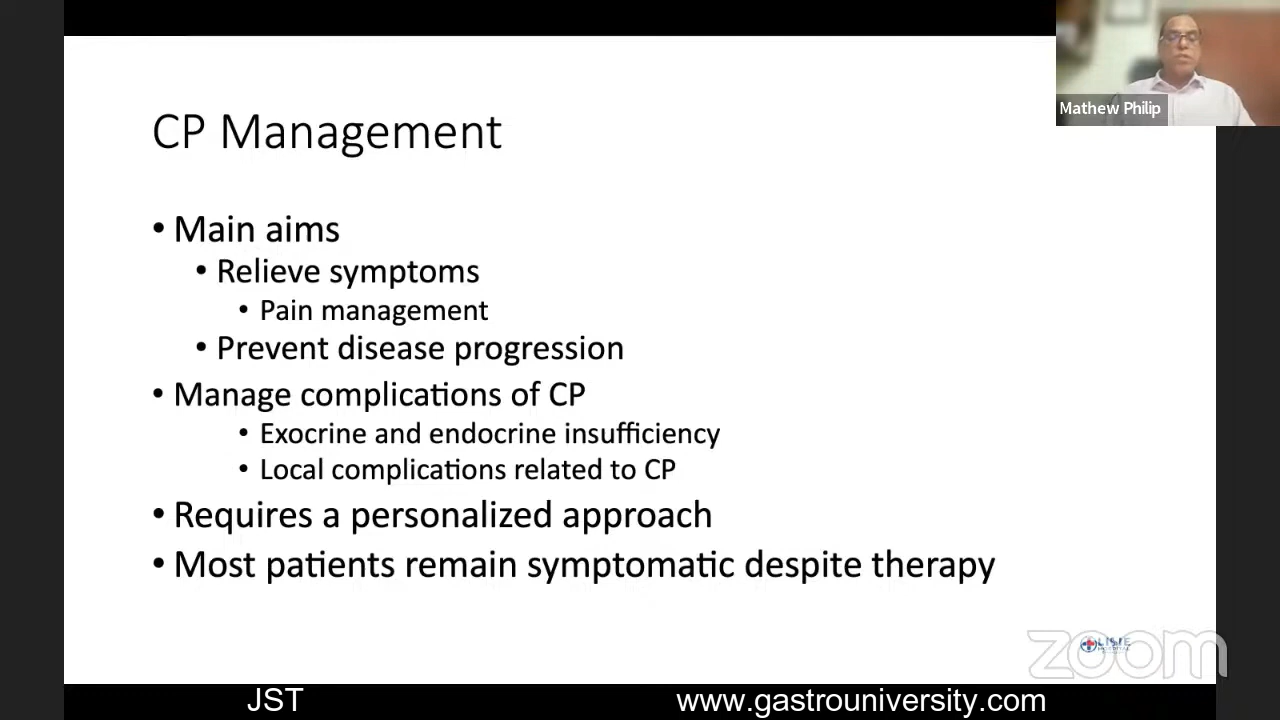 Mathew Philip
CP Management
• Main aims
• Relieve symptoms
• Pain management
• Prevent disease progression
• Manage complications of CP
• Exocrine and endocrine insufficiency
• Local complications related to CP
• Requires a personalized approach
• Most patients remain symptomatic despite therapy
LISIE
HOSPITAL
zoom
JST
www.gastrouniversity.com